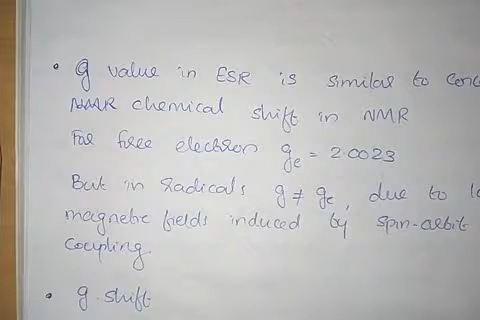 • g value in ESR is similar to
chemical shift in NMR
For free electron ge = 2.0023
But in radicals g ≠ ge, due to
magnetic fields induced by spin-orbit
coupling.
• g shift